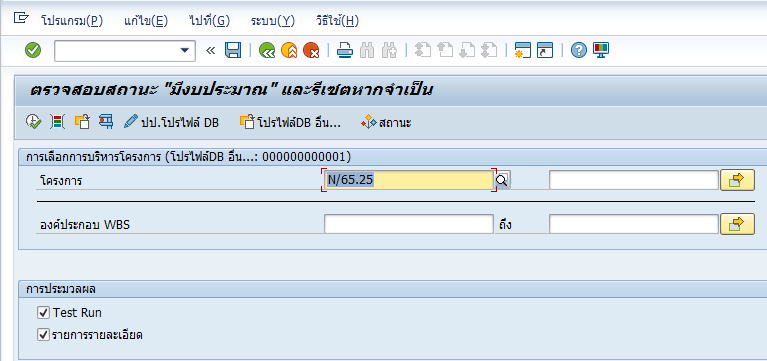 โปรแกรม(P) แก้ไข(E) ไปที่(G) ระบบ(Y) วิธีใช้(H)
ตรวจสอบสถานะ "มีงบประมาณ" และรีเซตหากจำเป็น
ปป.โปรไฟล์ DB โปรไฟล์DB อื่น... สถานะ
การเลือกการบริหารโครงการ (โปรไฟล์DB อื่น...: 000000000001)
โครงการ N/65.25
องค์ประกอบ WBS ถึง
การประมวลผล
Test Run
รายการรายละเอียด